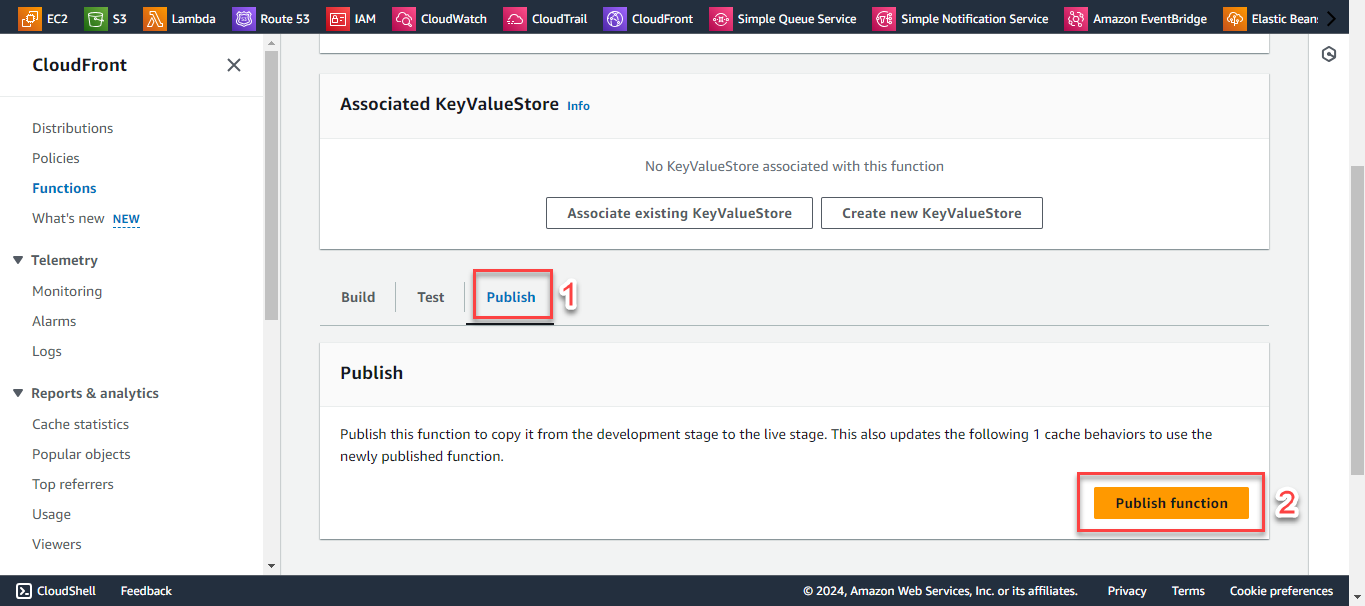 EC2 S3 Lambda Route 53 IAM CloudWatch CloudTrail CloudFront Simple Queue Service Simple Notification Service Amazon EventBridge Elastic Bean
CloudFront
Distributions
Policies
Functions
What's new NEW
Telemetry
Monitoring
Alarms
Logs
Reports & analytics
Cache statistics
Popular objects
Top referrers
Usage
Viewers
Associated KeyValueStore Info
No KeyValueStore associated with this function
Associate existing KeyValueStore Create new KeyValueStore
Build Test Publish 1
Publish
Publish this function to copy it from the development stage to the live stage. This also updates the following 1 cache behaviors to use the
newly published function.
Publish function 2
CloudShell Feedback © 2024, Amazon Web Services, Inc. or its affiliates. Privacy Terms Cookie preferences